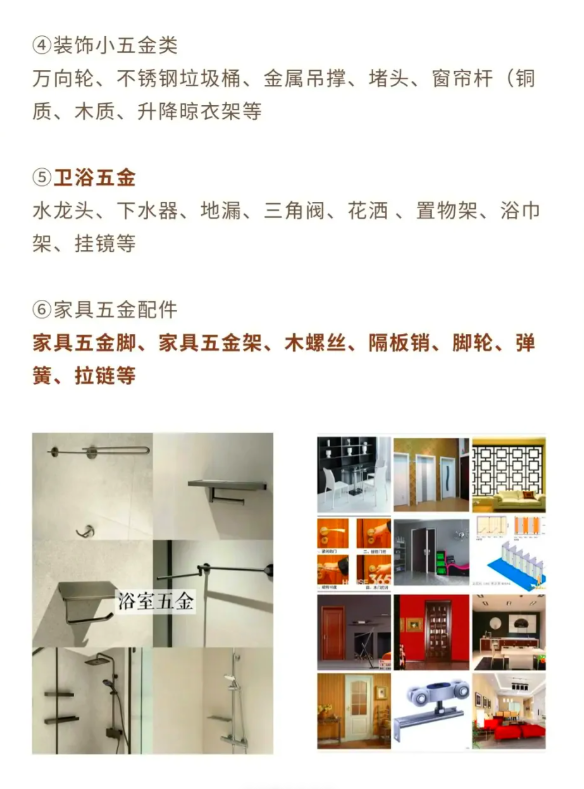 ④装饰小五金类
万向轮、不锈钢垃圾桶、金属吊撑、堵头、窗帘杆（铜
质、木质、升降晾衣架等
⑤卫浴五金
水龙头、下水器、地漏、三角阀、花洒 、置物架、浴巾
架、挂镜等
⑥家具五金配件
家具五金脚、家具五金架、木螺丝、隔板销、脚轮、弹
簧、拉链等
浴室五金